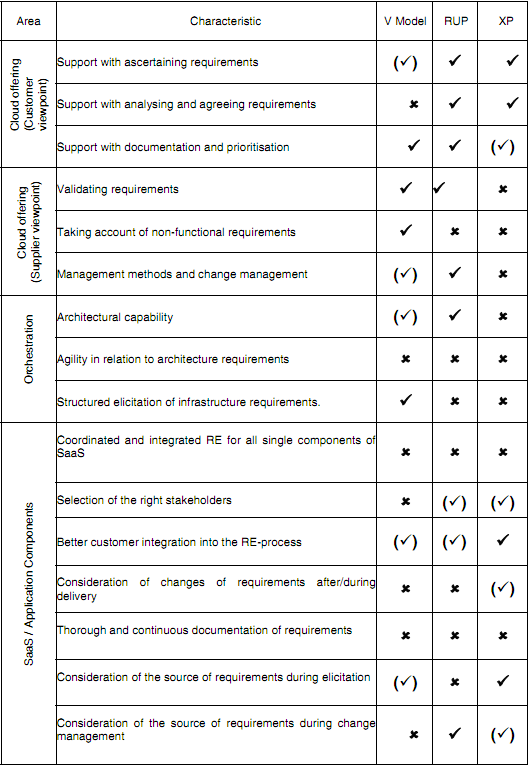 Area Characteristic V Model RUP XP
Cloud offering
(Customer
viewpoint)
Support with ascertaining requirements (✓) ✓ ✓
Support with analysing and agreeing requirements ✗ ✓ ✓
Support with documentation and prioritisation ✓ ✓ (✓)
Cloud offering
(Supplier viewpoint)
Validating requirements ✓ ✓ ✗
Taking account of non-functional requirements ✓ ✗ ✗
Management methods and change management (✓) ✓ ✗
Orchestration
Architectural capability (✓) ✓ ✗
Agility in relation to architecture requirements ✗ ✗ ✗
Structured elicitation of infrastructure requirements. ✓ ✗ ✗
SaaS / Application Components
Coordinated and integrated RE for all single components of
SaaS ✗ ✗ ✗
Selection of the right stakeholders ✗ (✓) (✓)
Better customer integration into the RE-process (✓) (✓) ✓
Consideration of changes of requirements after/during
delivery ✗ ✗ (✓)
Thorough and continuous documentation of requirements ✗ ✗ ✗
Consideration of the source of requirements during elicitation (✓) ✗ ✓
Consideration of the source of requirements during change
management ✗ ✓ (✓)